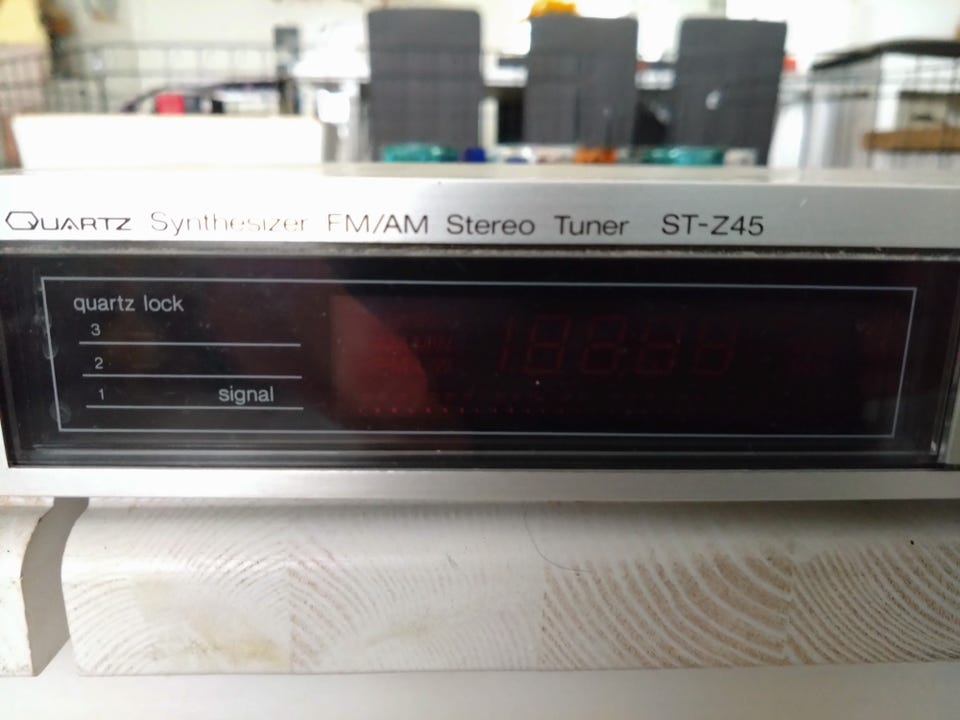 QUARTZ Synthesizer FM/AM Stereo Tuner ST-Z45
quartz lock
3
2
1 signal